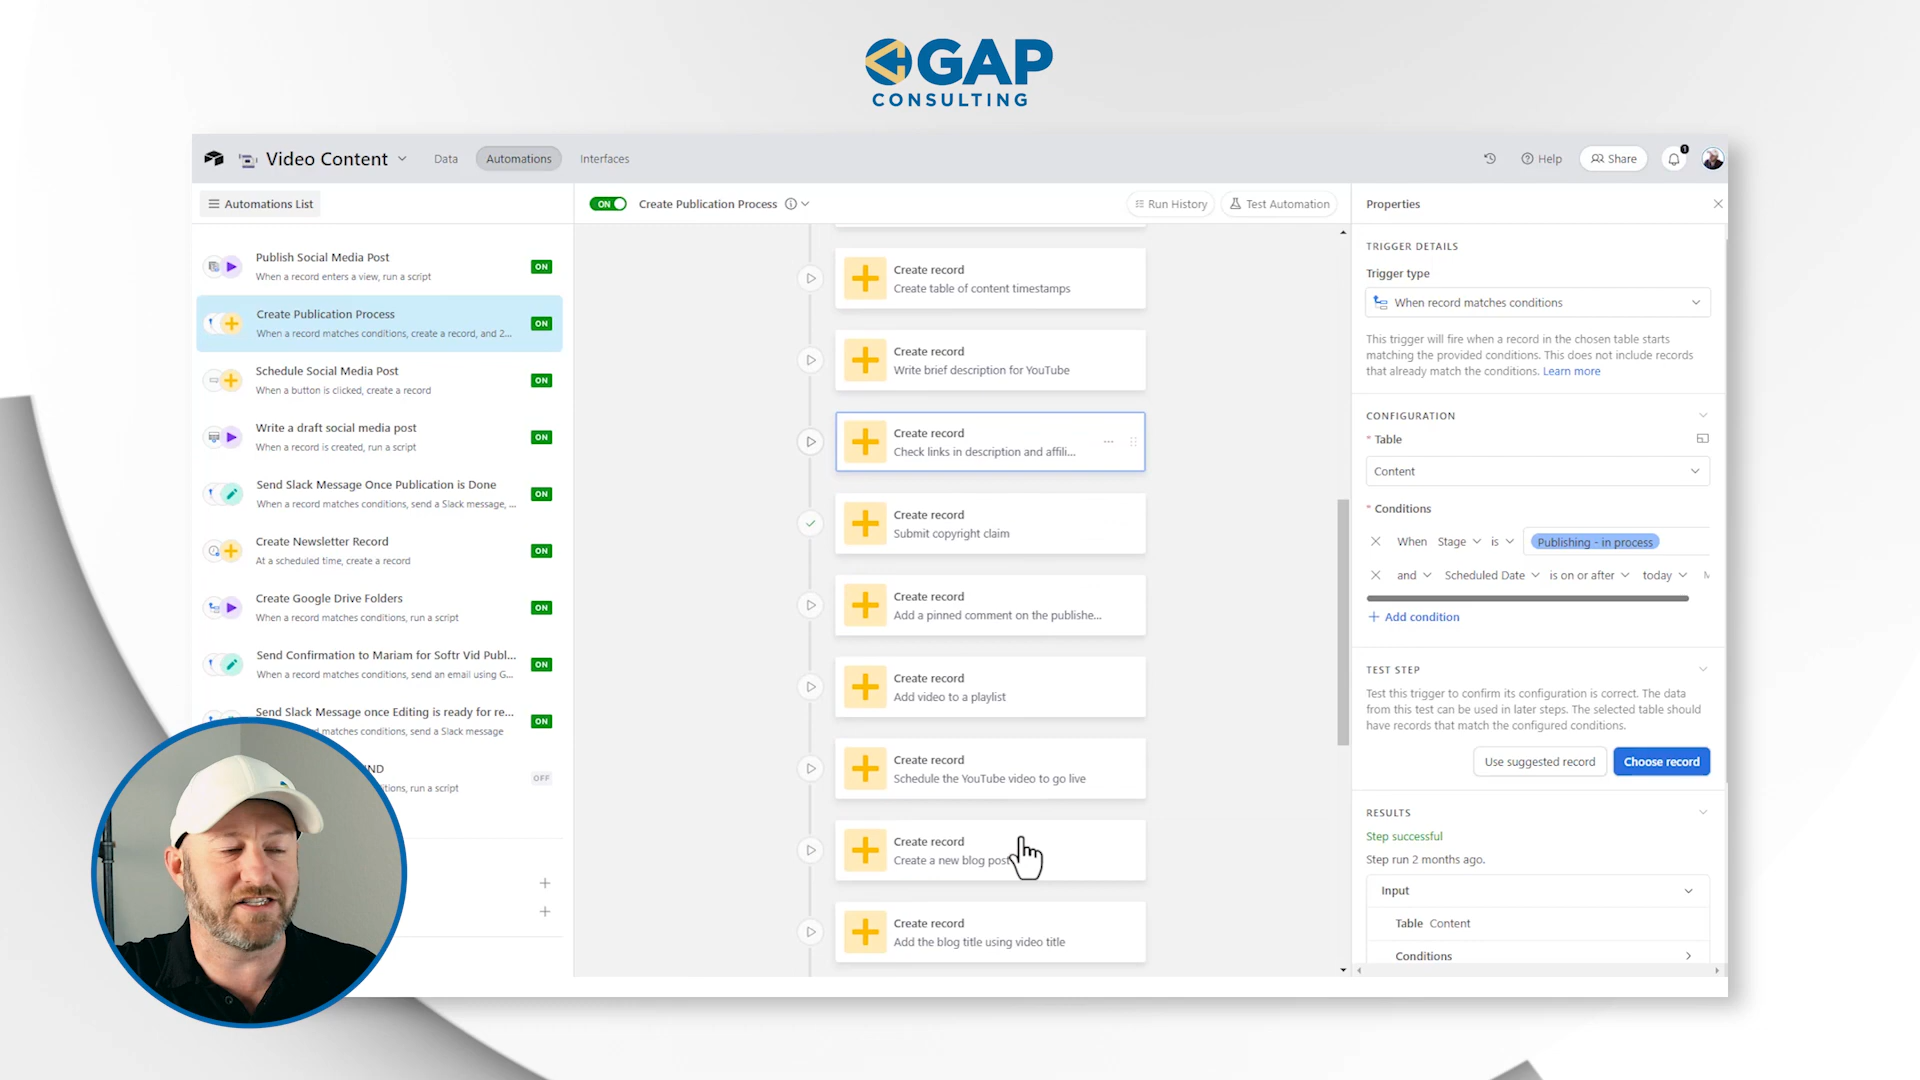 GAP
CONSULTING
Video Content
Data
Automations
Interfaces
Help
Share
1
Automations List
ON
Create Publication Process
Run History
Test Automation
Properties
Publish Social Media Post
When a record enters a view, run a script
ON
Create Publication Process
When a record matches conditions, create a record, and 2...
ON
Schedule Social Media Post
When a button is clicked, create a record
ON
Write a draft social media post
When a record is created, run a script
ON
Send Slack Message Once Publication is Done
When a record matches conditions, send a Slack message, ...
ON
Create Newsletter Record
At a scheduled time, create a record
ON
Create Google Drive Folders
When a record matches conditions, run a script
ON
Send Confirmation to Mariam for Softr Vid Publ...
When a record matches conditions, send an email using G...
ON
Send Slack Message once Editing is ready for re...
matches conditions, send a Slack message
ON
ND
itions, run a script
OFF
Create record
Create table of content timestamps
Create record
Write brief description for YouTube
Create record
Check links in description and affili...
Create record
Submit copyright claim
Create record
Add a pinned comment on the publishe...
Create record
Add video to a playlist
Create record
Schedule the YouTube video to go live
Create record
Create a new blog post
Create record
Add the blog title using video title
TRIGGER DETAILS
Trigger type
When record matches conditions
This trigger will fire when a record in the chosen table starts
matching the provided conditions. This does not include records
that already match the conditions. Learn more
CONFIGURATION
* Table
Content
* Conditions
When Stage is Publishing - in process
and Scheduled Date is on or after today
+ Add condition
TEST STEP
Test this trigger to confirm its configuration is correct. The data
from this test can be used in later steps. The selected table should
have records that match the configured conditions.
Use suggested record
Choose record
RESULTS
Step successful
Step run 2 months ago.
Input
Table Content
Conditions